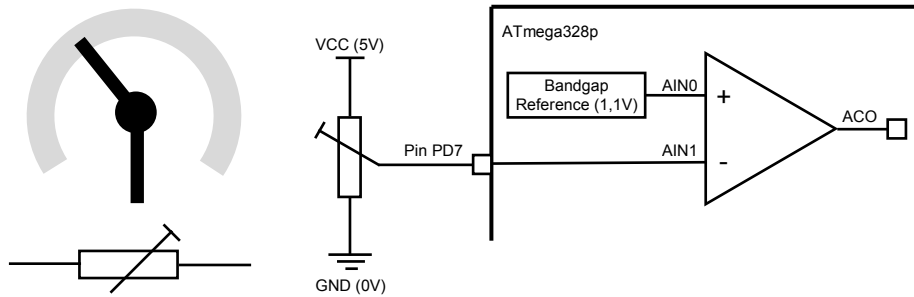 ATmega328p
VCC (5V)
Bandgap
Reference (1,1V)
AIN0
+
ACO
Pin PD7
AIN1
-
GND (0V)